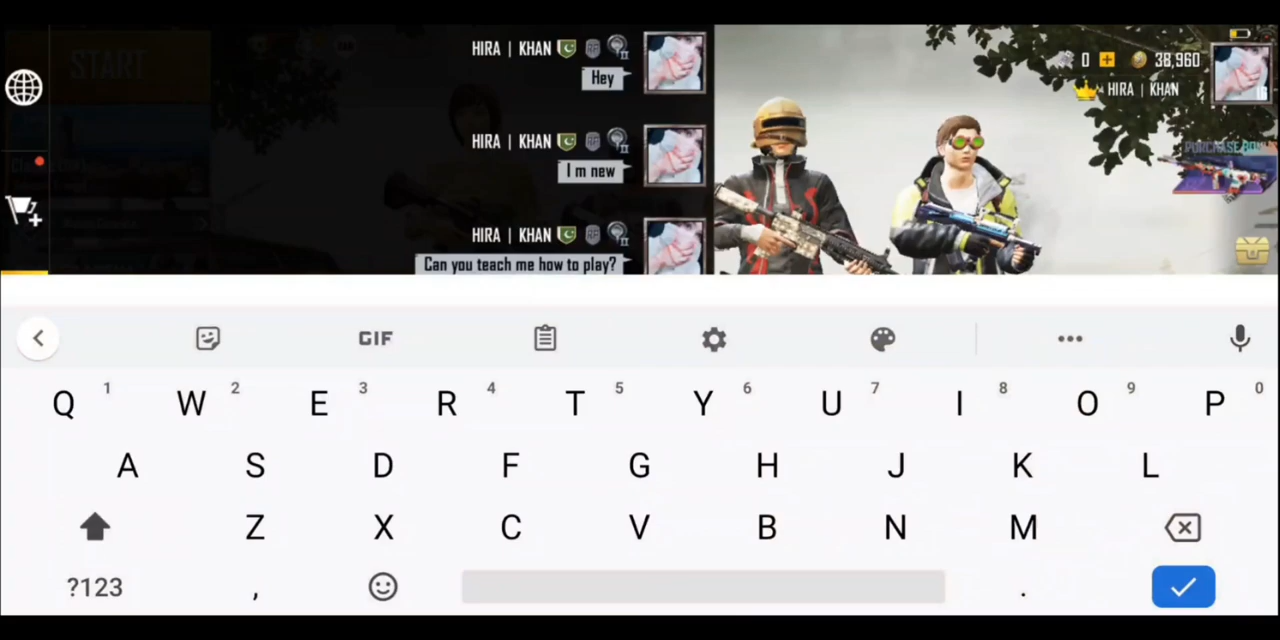 START
HIRA | KHAN
Hey
HIRA | KHAN
I m new
HIRA | KHAN
Can you teach me how to play?
0 38,960
HIRA | KHAN
GIF
Q 1 W 2 E 3 R 4 T 5 Y 6 U 7 I 8 O 9 P 0
A S D F G H J K L
Z X C V B N M
?123 , .